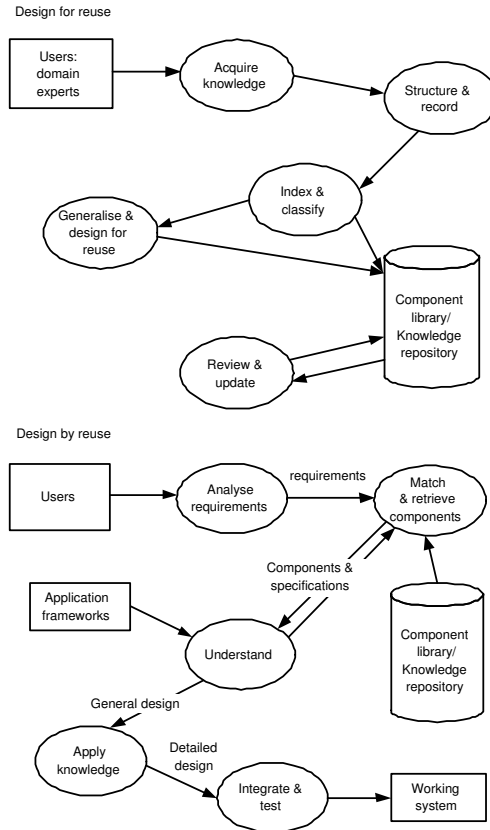 Design for reuse
Users:
domain
experts
Acquire
knowledge
Structure &
record
Index &
classify
Generalise &
design for
reuse
Component
library/
Knowledge
repository
Review &
update
Design by reuse
Users
Analyse
requirements
requirements
Match
& retrieve
components
Components &
specifications
Application
frameworks
Understand
Component
library/
Knowledge
repository
General design
Apply
knowledge
Detailed
design
Integrate &
test
Working
system